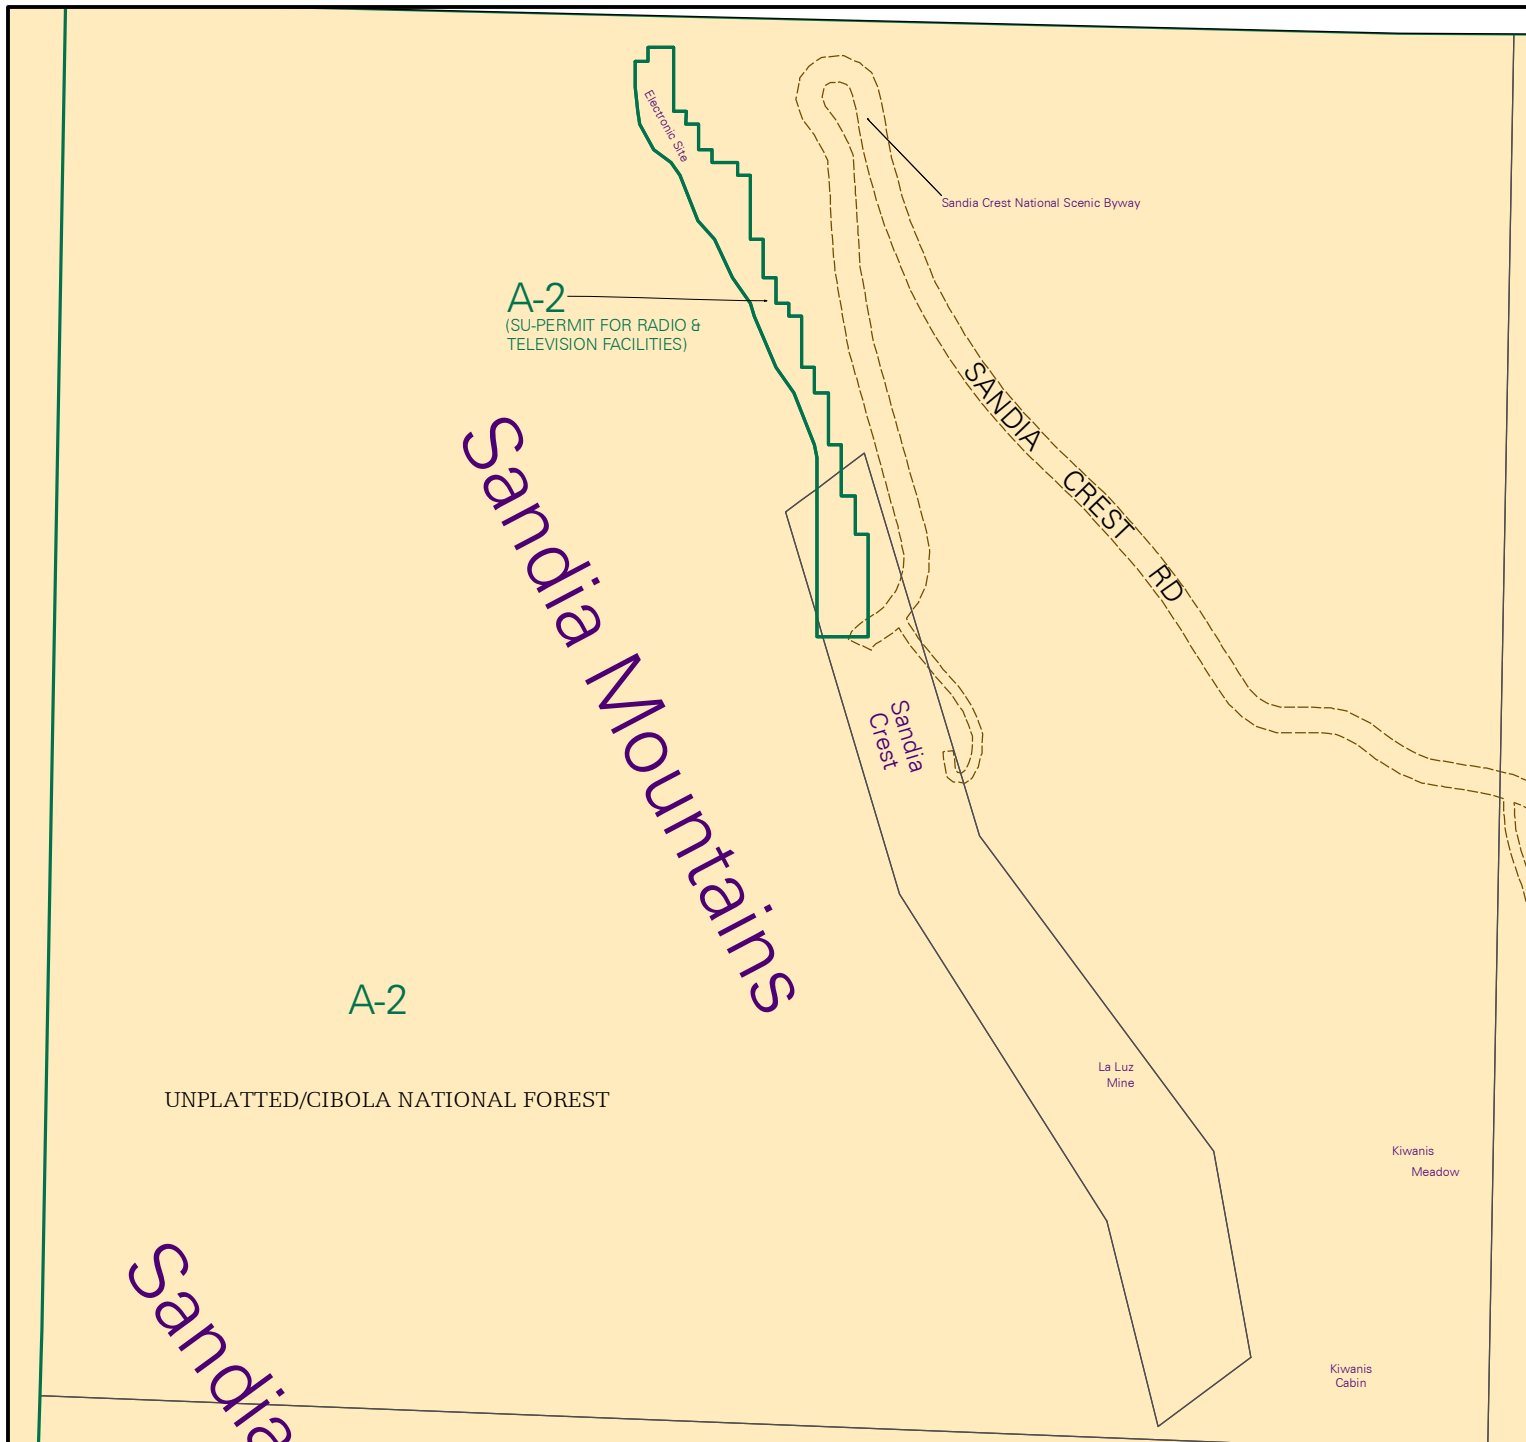 Electronic Site
Sandia Crest National Scenic Byway
A-2
(SU-PERMIT FOR RADIO &
TELEVISION FACILITIES)
SANDIA CREST RD
Sandia Mountains
Sandia
Crest
A-2
UNPLATTED/CIBOLA NATIONAL FOREST
La Luz
Mine
Kiwanis
Meadow
Sandia
Kiwanis
Cabin